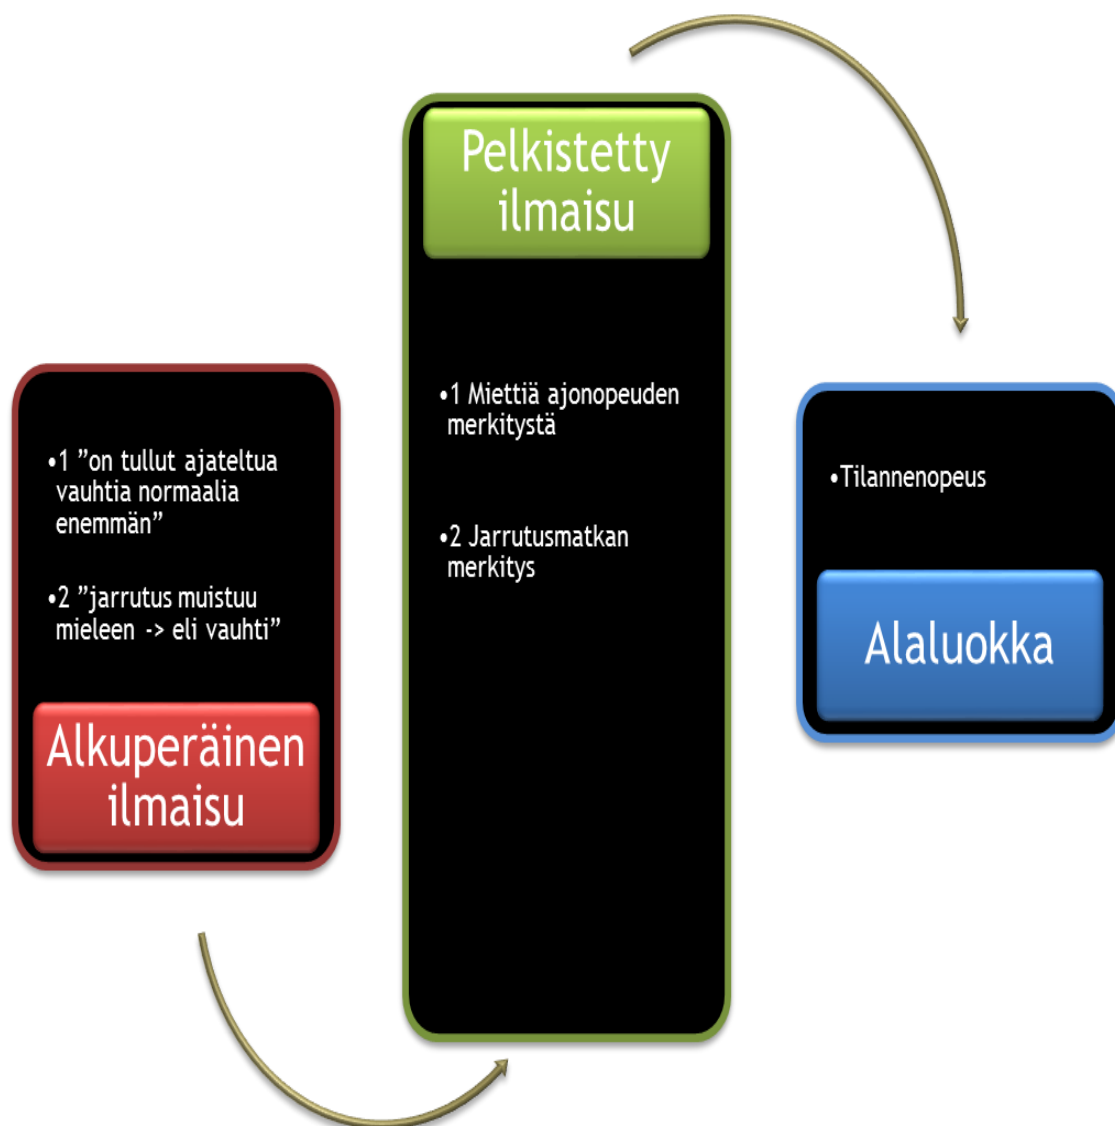 •1 ”on tullut ajateltua
vauhtia normaalia
enemmän”
•2 ”jarrutus muistuu
mieleen -> eli vauhti”
Alkuperäinen
ilmaisu
Pelkistetty
ilmaisu
•1 Miettiä ajonopeuden
merkitystä
•2 Jarrutusmatkan
merkitys
•Tilannenopeus
Alaluokka